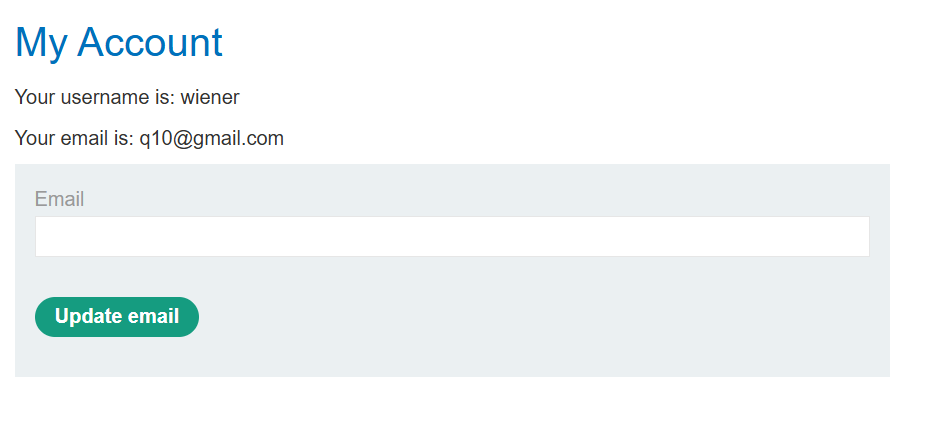 My Account
Your username is: wiener
Your email is: q10@gmail.com
Email
Update email